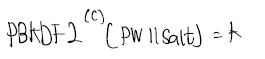 PBKDF2^(c) (PW || Salt) = k